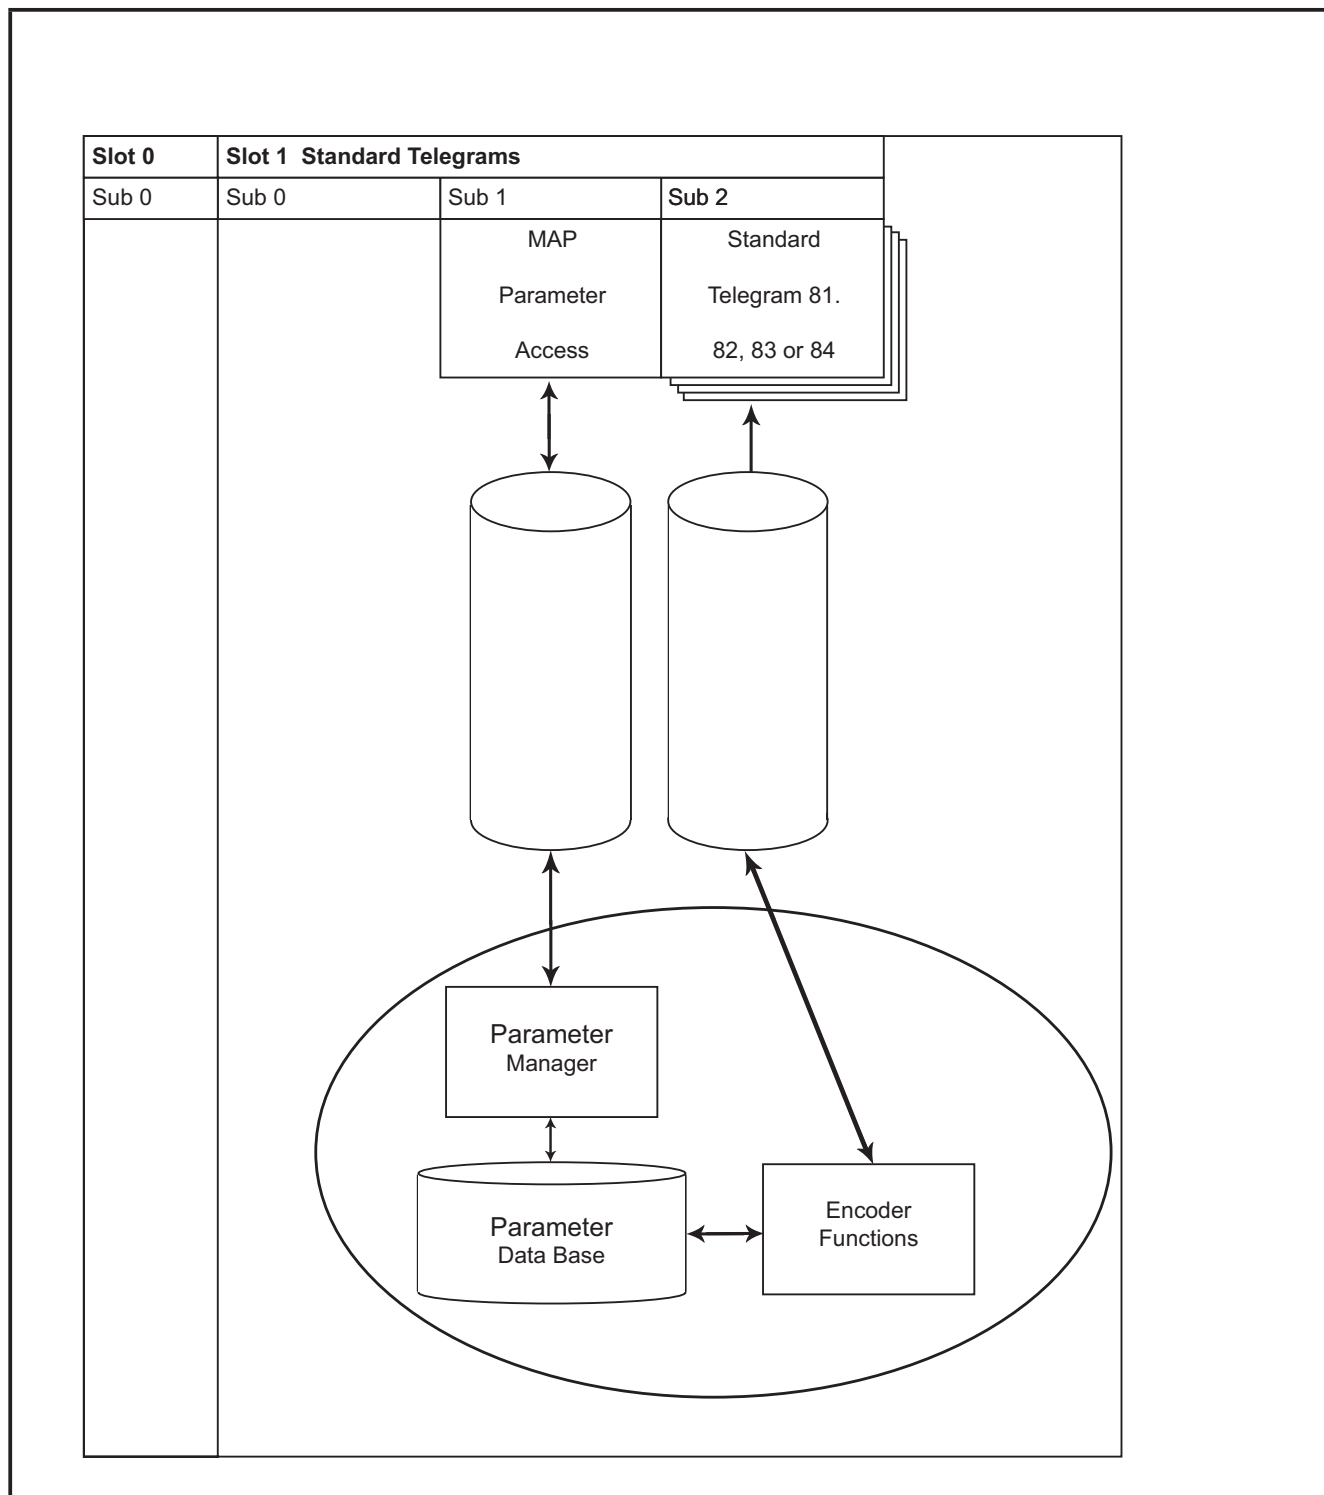 Slot 0
Slot 1 Standard Telegrams
Sub 0
Sub 0
Sub 1
Sub 2
MAP
Parameter
Access
Standard
Telegram 81.
82, 83 or 84
Parameter
Manager
Parameter
Data Base
Encoder
Functions